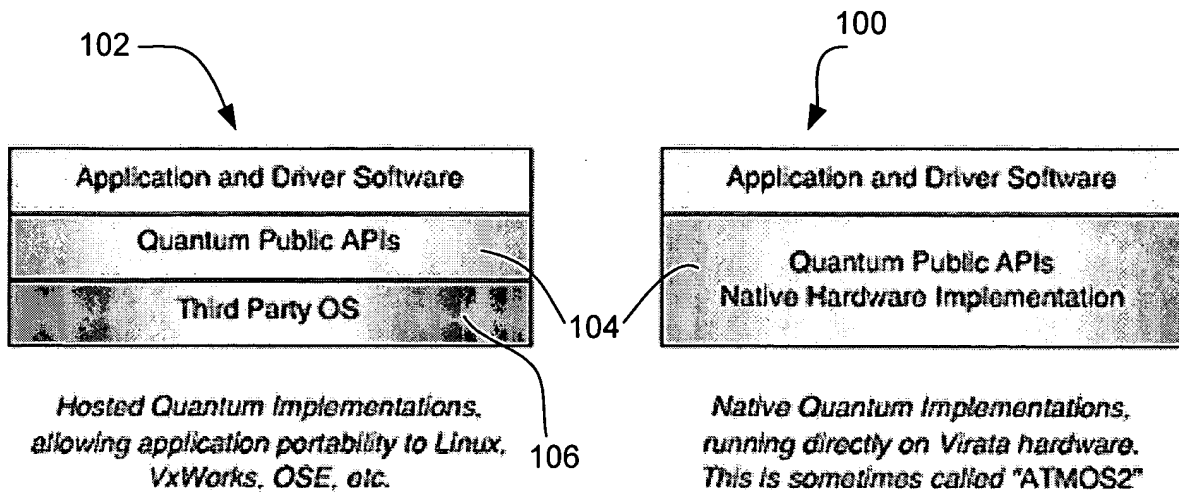 102
100
Application and Driver Software
Quantum Public APIs
Third Party OS
Application and Driver Software
Quantum Public APIs
Native Hardware Implementation
104
106
Hosted Quantum Implementations,
allowing application portability to Linux,
VxWorks, OSE, etc.
Native Quantum Implementations,
running directly on Virata hardware.
This is sometimes called "ATMOS2"